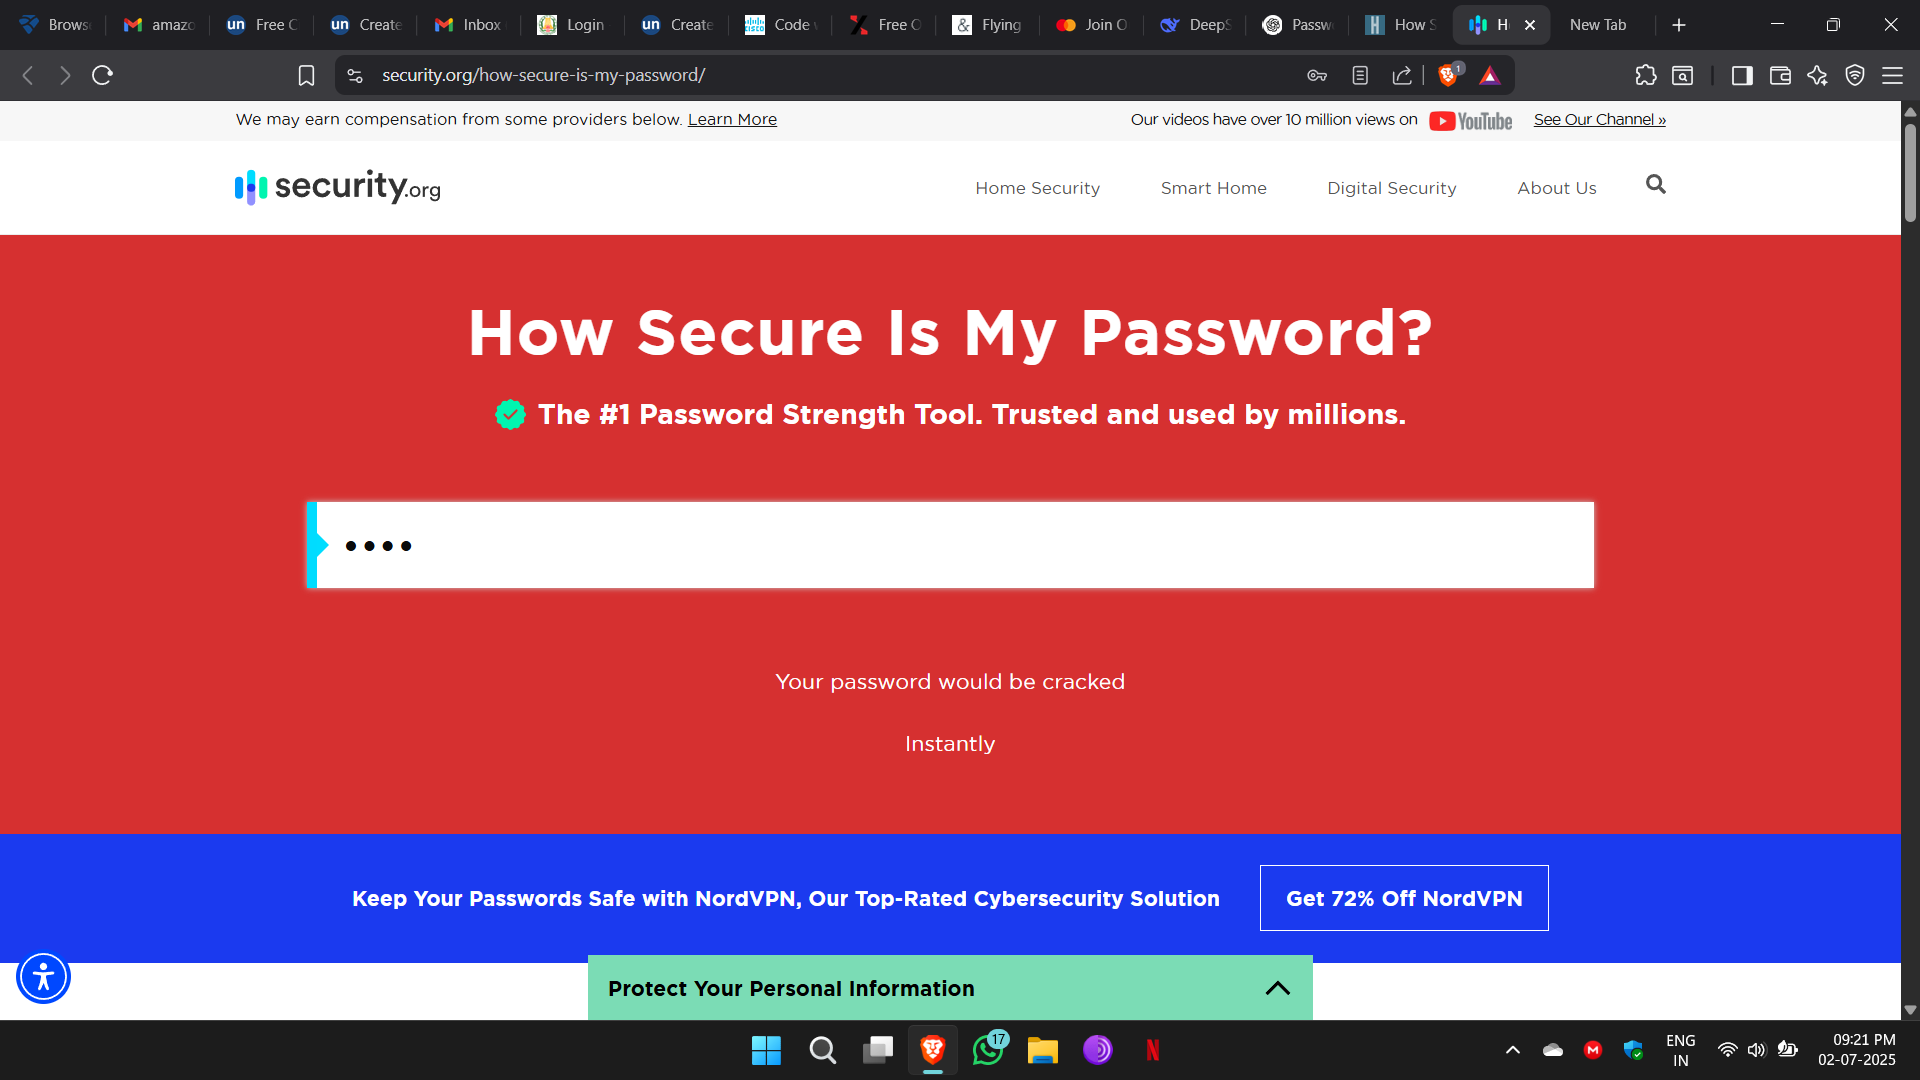 Brows
amazo
un Free C
un Create
Inbox
Login
un Create
Code
Free O
Flying
Join O
DeepS
Passw
How S
H
New Tab
security.org/how-secure-is-my-password/
1
We may earn compensation from some providers below. Learn More
Our videos have over 10 million views on YouTube See Our Channel »
security.org
Home Security
Smart Home
Digital Security
About Us
How Secure Is My Password?
The #1 Password Strength Tool. Trusted and used by millions.
••••
Your password would be cracked
Instantly
Keep Your Passwords Safe with NordVPN, Our Top-Rated Cybersecurity Solution
Get 72% Off NordVPN
Protect Your Personal Information
17
ENG
IN
09:21 PM
02-07-2025